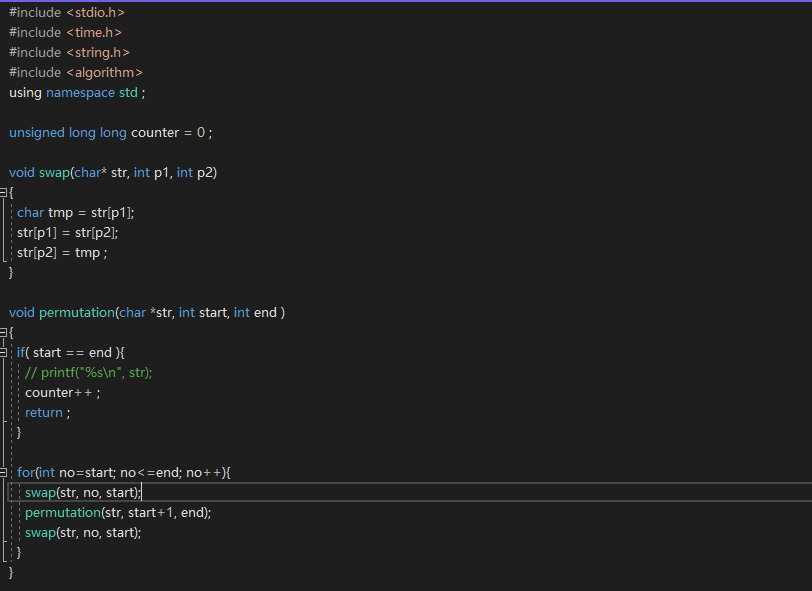 #include <stdio.h>
#include <time.h>
#include <string.h>
#include <algorithm>
using namespace std ;
unsigned long long counter = 0 ;
void swap(char* str, int p1, int p2)
{
char tmp = str[p1];
str[p1] = str[p2];
str[p2] = tmp ;
}
void permutation(char *str, int start, int end )
{
if( start == end ){
// printf("%s\n", str);
counter++ ;
return ;
}
for(int no=start; no<=end; no++){
swap(str, no, start);
permutation(str, start+1, end);
swap(str, no, start);
}
}